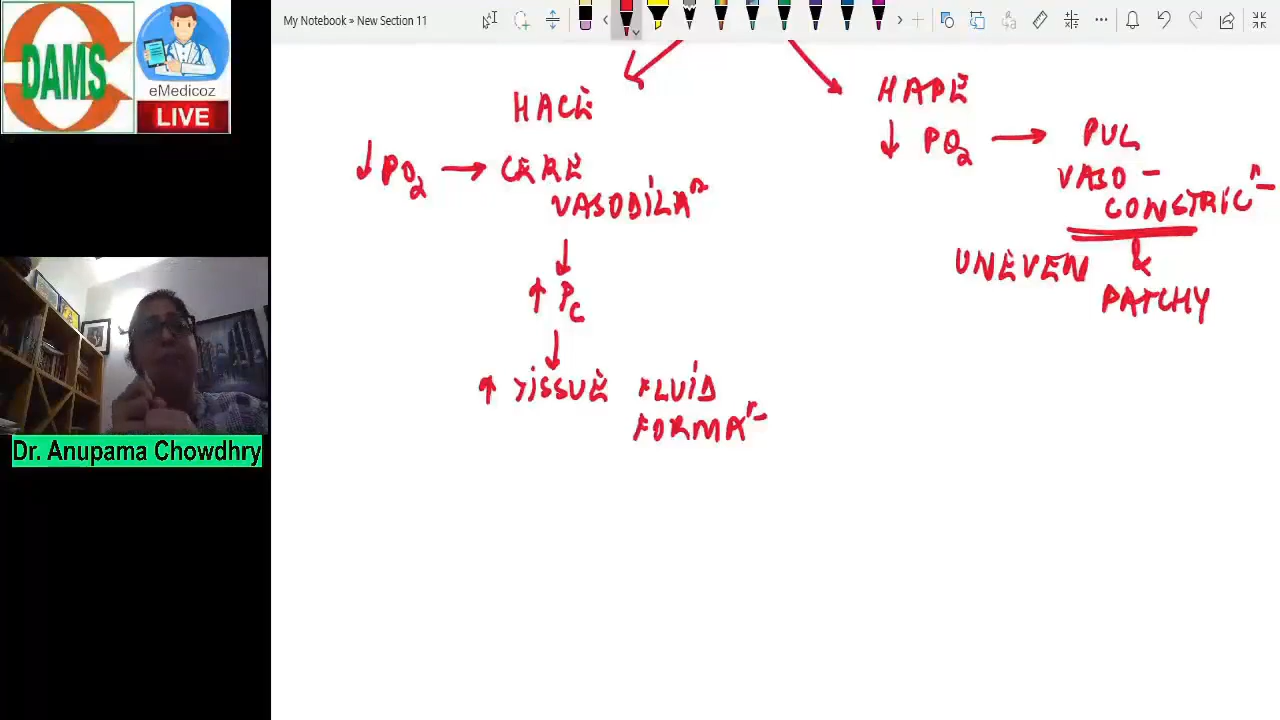 My Notebook » New Section 11
DAMS
eMedicoz
LIVE
HACE
↓ PO2 → CERE
VASODILAⁿ
↓
↑ PC
↓
↑ TISSUE FLUID
FORMAⁿ-
HAPE
↓ PO2 → PUL
VASO -
CONSTRICⁿ-
UNEVEN &
PATCHY
Dr. Anupama Chowdhry